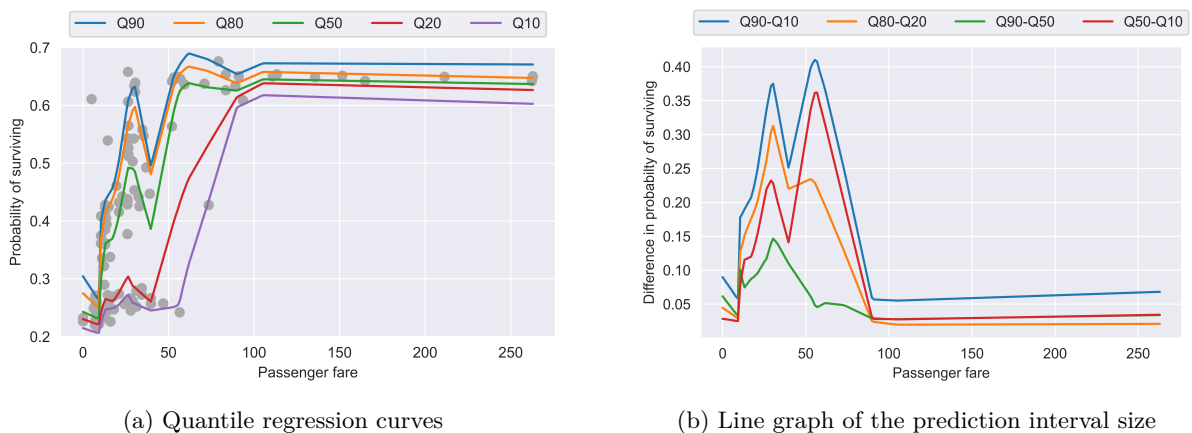 Q90 Q80 Q50 Q20 Q10
0.7
0.6
0.5
0.4
0.3
0.2
Probability of surviving
0 50 100 150 200 250
Passenger fare
(a) Quantile regression curves
Q90-Q10 Q80-Q20 Q90-Q50 Q50-Q10
0.40
0.35
0.30
0.25
0.20
0.15
0.10
0.05
Difference in probabilty of surviving
0 50 100 150 200 250
Passenger fare
(b) Line graph of the prediction interval size